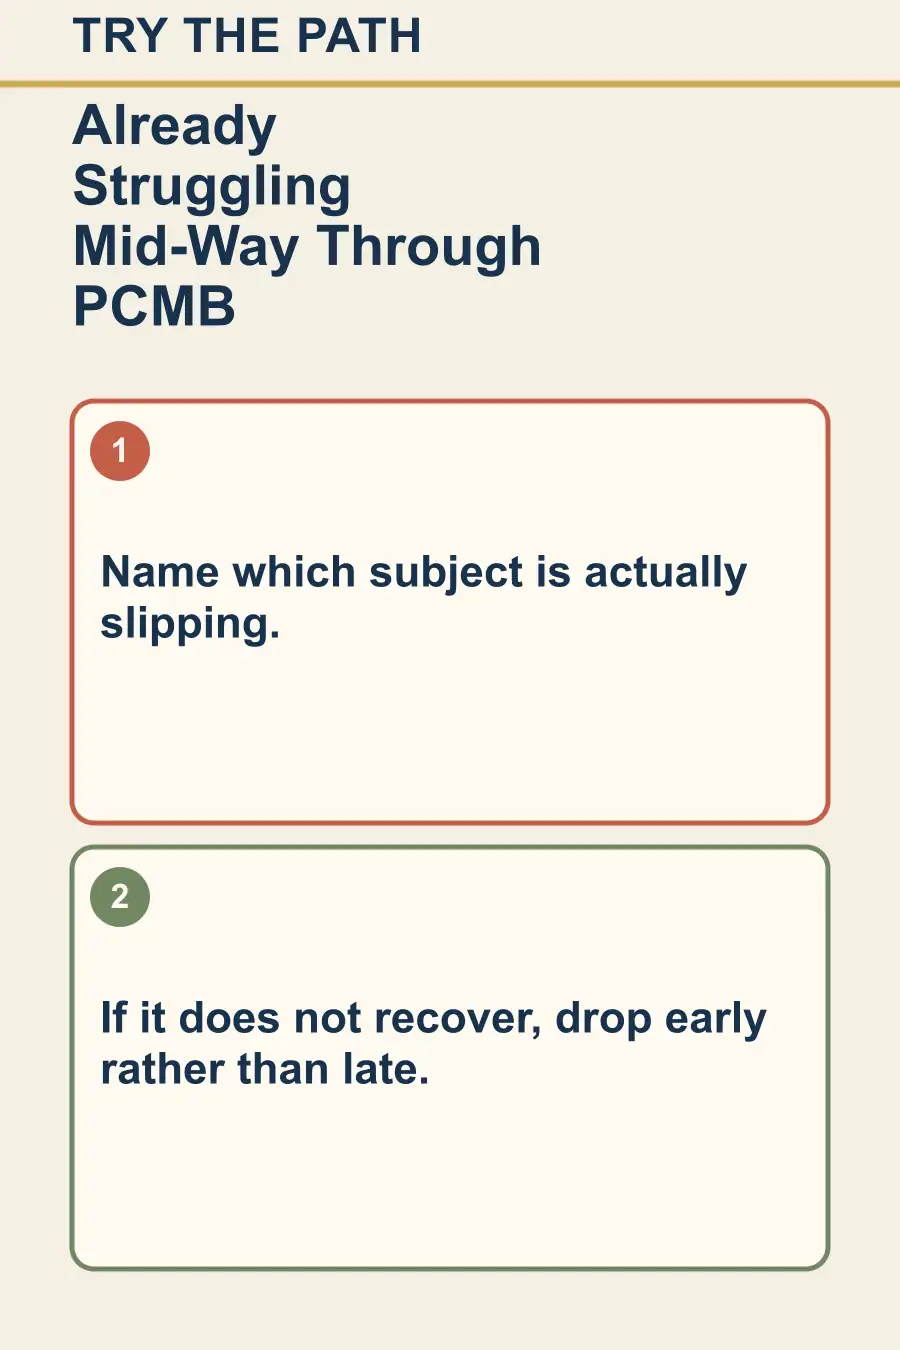 TRY THE PATH
Already
Struggling
Mid-Way Through
PCMB
1
Name which subject is actually
slipping.
2
If it does not recover, drop early
rather than late.